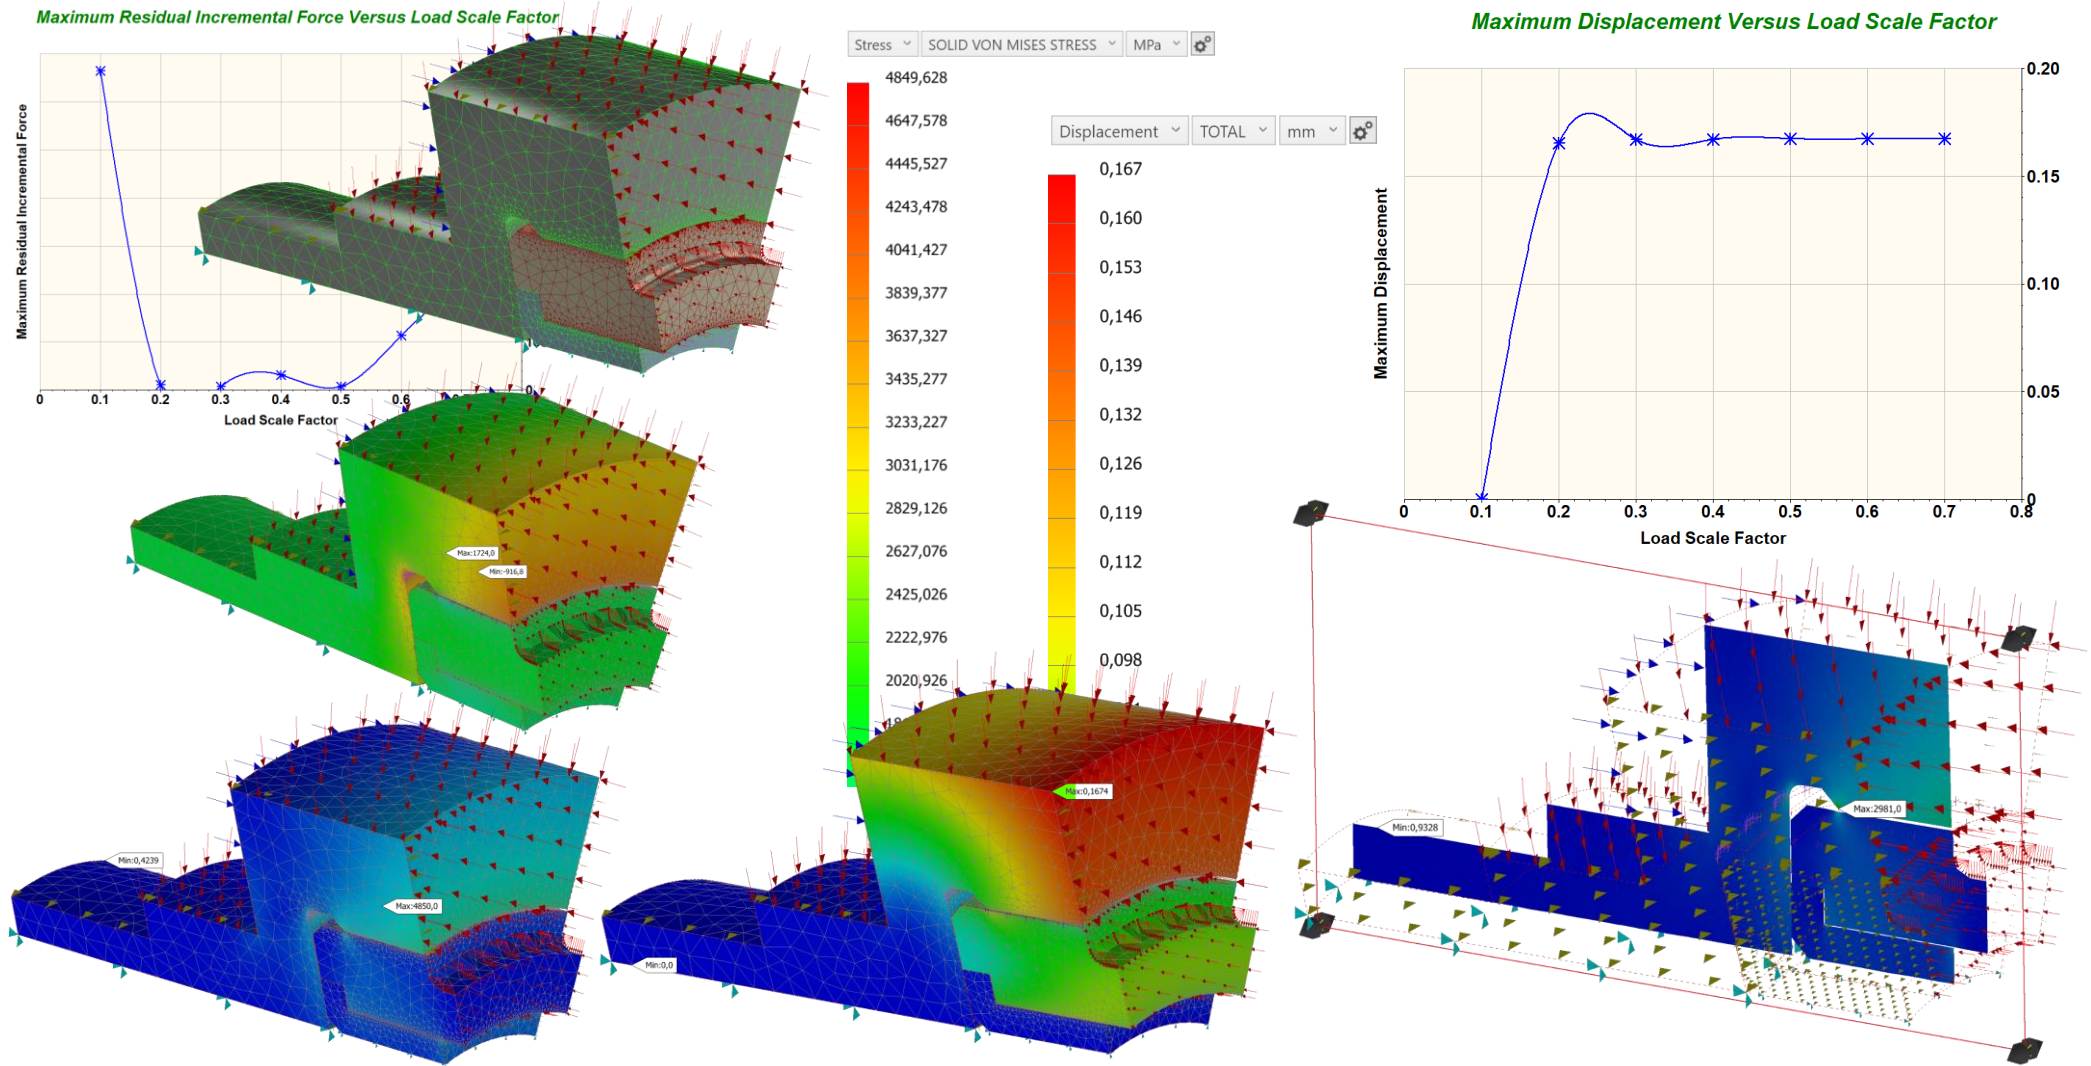 Maximum Residual Incremental Force Versus Load Scale Factor
Maximum Residual Incremental Force
0 0.1 0.2 0.3 0.4 0.5 0.6
0
Load Scale Factor
Stress SOLID VON MISES STRESS MPa
4849,628
4647,578
4445,527
4243,478
4041,427
3839,377
3637,327
3435,277
3233,227
3031,176
2829,126
2627,076
2425,026
2222,976
2020,926
Displacement TOTAL mm
0,167
0,160
0,153
0,146
0,139
0,132
0,126
0,119
0,112
0,105
0,098
Maximum Displacement Versus Load Scale Factor
0.20
0.15
0.10
0.05
0
Maximum Displacement
0 0.1 0.2 0.3 0.4 0.5 0.6 0.7 0.8
Load Scale Factor
Max:1724,0
Min:-916,8
Min:0,4239
Max:4850,0
Max:0,1674
Min:0,0
Max:2981,0
Min:0,9328